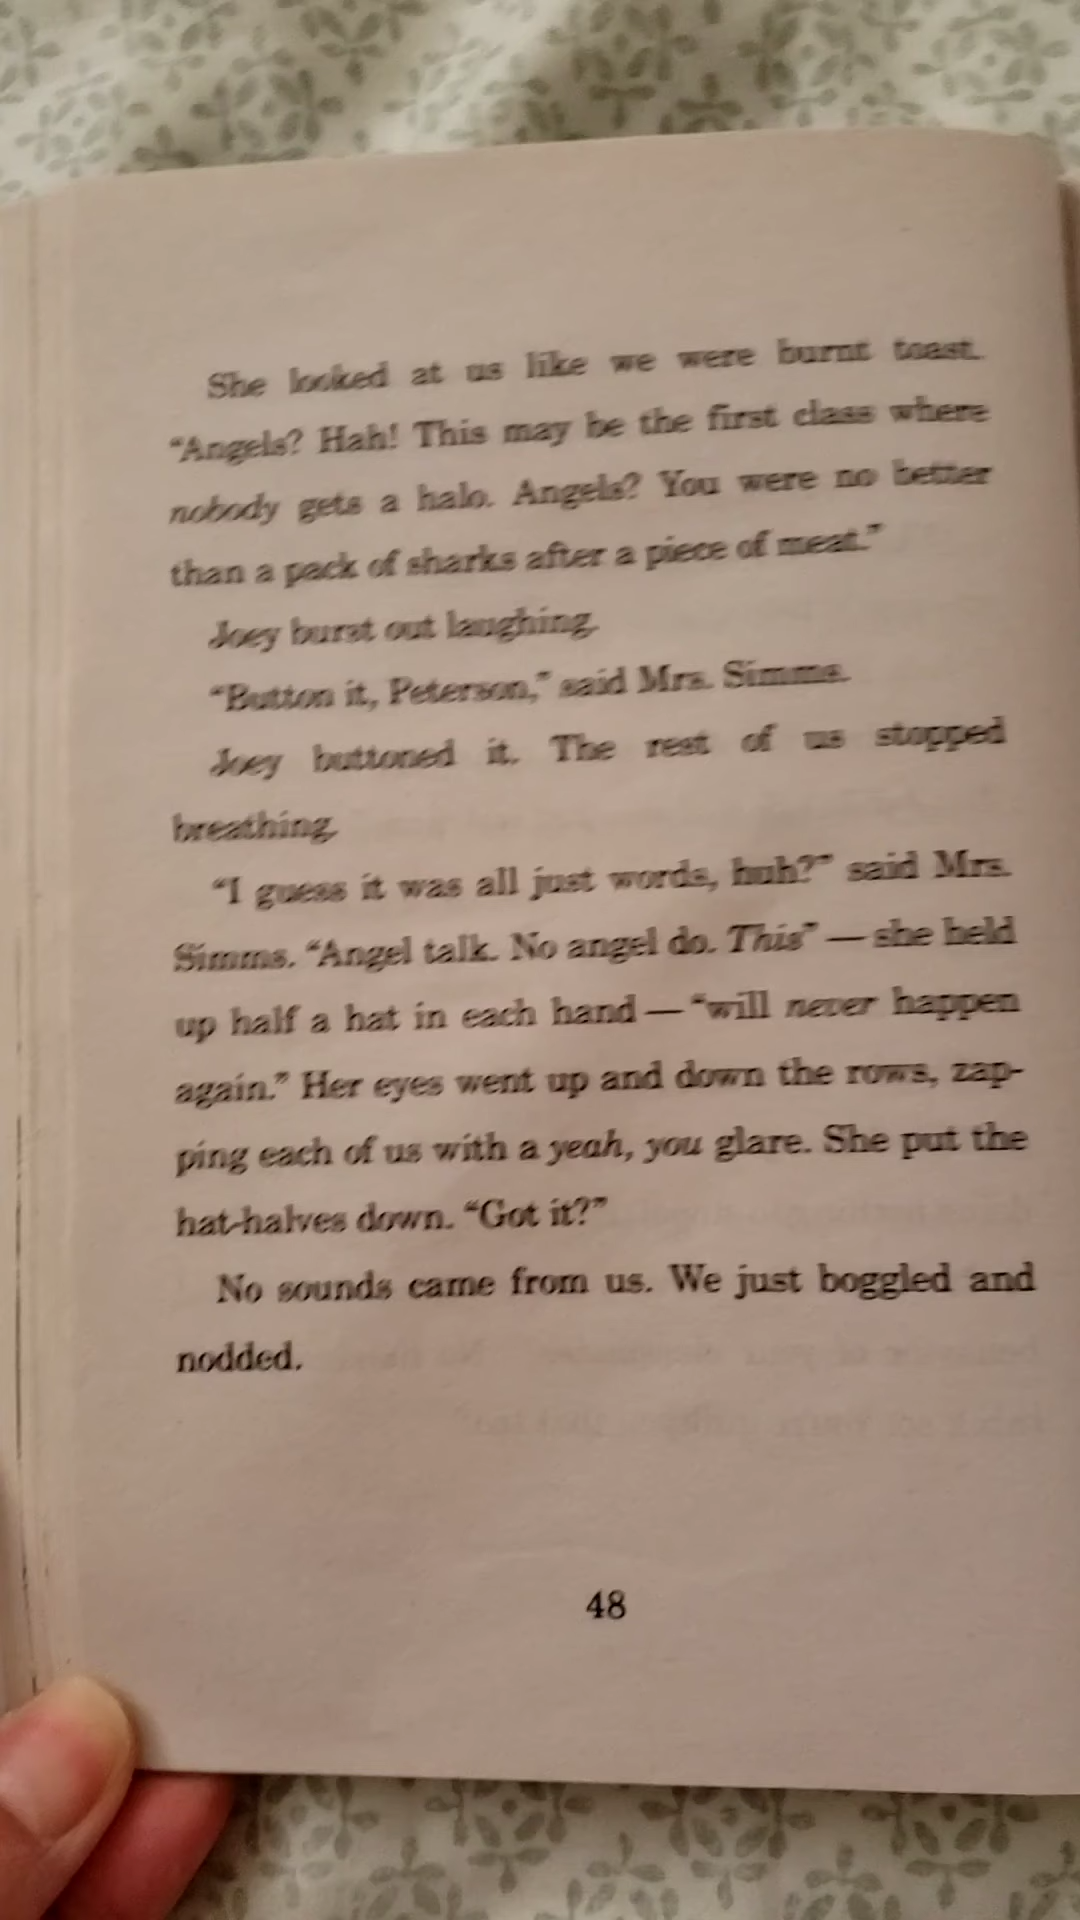 She looked at us like we were burnt toast.
“Angels? Hah! This may be the first class where
nobody gets a halo. Angels? You were no better
than a pack of sharks after a piece of meat.”
Joey burst out laughing.
“Button it, Peterson,” said Mrs. Simms.
Joey buttoned it. The rest of us stopped
breathing.
“I guess it was all just words, huh?” said Mrs.
Simms. “Angel talk. No angel do. This” — she held
up half a hat in each hand — “will never happen
again.” Her eyes went up and down the rows, zap-
ping each of us with a yeah, you glare. She put the
hat-halves down. “Got it?”
No sounds came from us. We just boggled and
nodded.
48